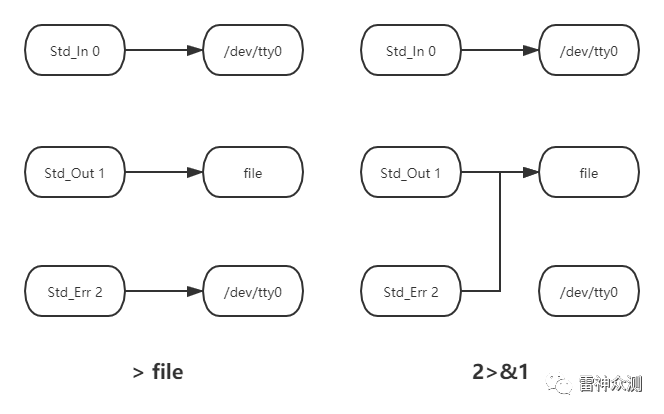 Std_In 0
/dev/tty0
Std_Out 1
file
Std_Err 2
/dev/tty0
> file
Std_In 0
/dev/tty0
Std_Out 1
file
Std_Err 2
/dev/tty0
2>&1
雷神众测